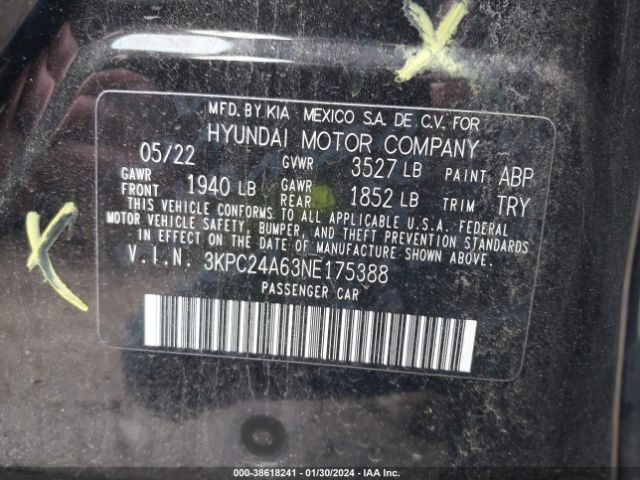 MFD. BY KIA MEXICO S.A. DE C.V. FOR
HYUNDAI MOTOR COMPANY
05/22 GVWR 3527 LB PAINT ABP
GAWR FRONT 1940 LB GAWR REAR 1852 LB TRIM TRY
THIS VEHICLE CONFORMS TO ALL APPLICABLE U.S.A. FEDERAL
MOTOR VEHICLE SAFETY, BUMPER, AND THEFT PREVENTION STANDARDS
IN EFFECT ON THE DATE OF MANUFACTURE SHOWN ABOVE.
V.I.N. 3KPC24A63NE175388
PASSENGER CAR
000-38618241 - 01/30/2024 - IAA Inc.